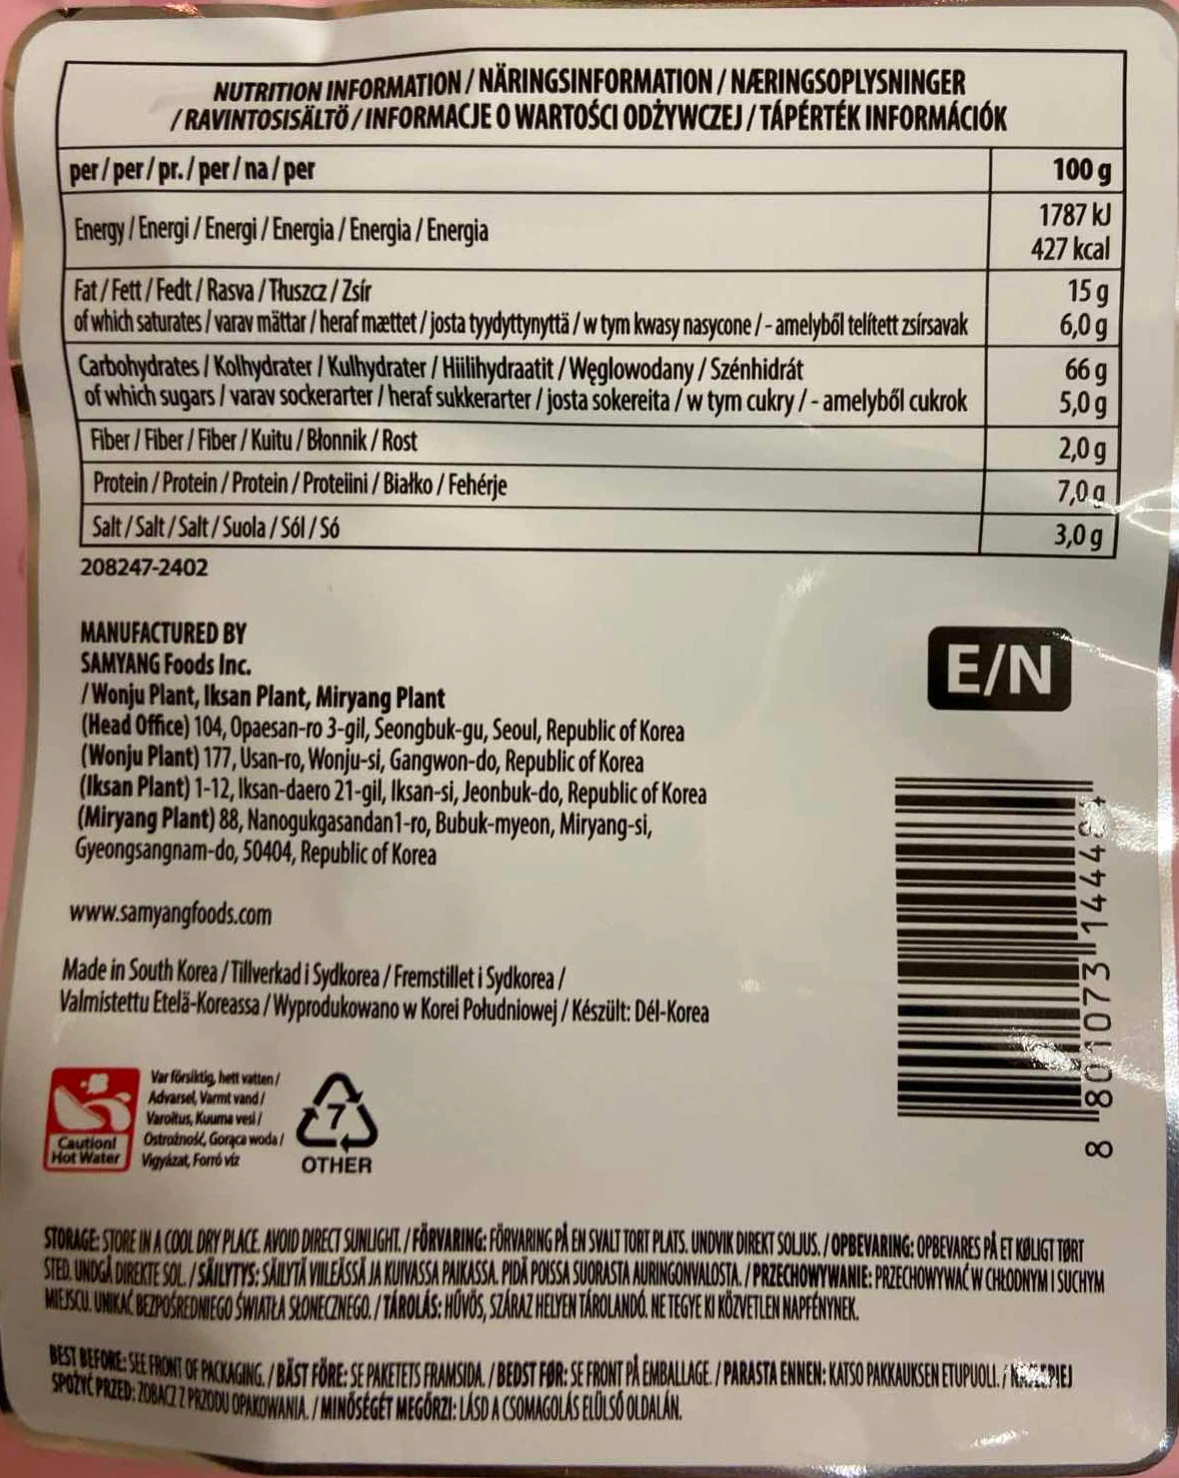 NUTRITION INFORMATION / NÄRINGSINFORMATION / NÆRINGSOPLYSNINGER
/ RAVINTOSISÄLTÖ / INFORMACJE O WARTOŚCI ODŻYWCZEJ / TÁPÉRTÉK INFORMÁCIÓK
per / per / pr. / per / na / per 100 g
Energy / Energi / Energi / Energia / Energia / Energia 1787 kJ
427 kcal
Fat / Fett / Fedt / Rasva / Tłuszcz / Zsír 15 g
of which saturates / varav mättar / heraf mættet / josta tyydyttynyttä / w tym kwasy nasycone / - amelyből telített zsírsavak 6,0 g
Carbohydrates / Kolhydrater / Kulhydrater / Hiilihydraatit / Węglowodany / Szénhidrát 66 g
of which sugars / varav sockerarter / heraf sukkerarter / josta sokereita / w tym cukry / - amelyből cukrok 5,0 g
Fiber / Fiber / Fiber / Kuitu / Błonnik / Rost 2,0 g
Protein / Protein / Protein / Proteiini / Białko / Fehérje 7,0 g
Salt / Salt / Salt / Suola / Sól / Só 3,0 g
208247-2402
MANUFACTURED BY
SAMYANG Foods Inc.
/ Wonju Plant, Iksan Plant, Miryang Plant
(Head Office) 104, Opaesan-ro 3-gil, Seongbuk-gu, Seoul, Republic of Korea
(Wonju Plant) 177, Usan-ro, Wonju-si, Gangwon-do, Republic of Korea
(Iksan Plant) 1-12, Iksan-daero 21-gil, Iksan-si, Jeonbuk-do, Republic of Korea
(Miryang Plant) 88, Nanogukgasandan1-ro, Bubuk-myeon, Miryang-si,
Gyeongsangnam-do, 50404, Republic of Korea
E/N
www.samyangfoods.com
Made in South Korea / Tillverkad i Sydkorea / Fremstillet i Sydkorea /
Valmistettu Etelä-Koreassa / Wyprodukowano w Korei Południowej / Készült: Dél-Korea
Caution!
Hot Water
Var försiktig, hett vatten /
Advarsel, Varmt vand /
Varoitus, Kuuma vesi /
Ostrożność, Gorąca woda /
Vigyázat, Forró víz
7
OTHER
8 801073
STORAGE: STORE IN A COOL DRY PLACE. AVOID DIRECT SUNLIGHT. / FÖRVARING: FÖRVARING PÅ EN SVALT TORT PLATS. UNDVIK DIREKT SOLJUS. / OPBEVARING: OPBEVARES PÅ ET KØLIGT TØRT
STED. UNDGÅ DIREKTE SOL. / SÄILYTYS: SÄILYTÄ VIILEÄSSÄ JA KUIVASSA PAIKASSA. PIDÄ POISSA SUORASTA AURINGONVALOSTA. / PRZECHOWYWANIE: PRZECHOWYWAĆ W CHŁODNYM I SUCHYM
MIEJSCU. UNIKAĆ BEZPOŚREDNIEGO ŚWIATŁA SŁONECZNEGO. / TÁROLÁS: HŰVÖS, SZÁRAZ HELYEN TÁROLANDÓ. NE TEGYE KI KÖZVETLEN NAPFÉNYNEK.
BEST BEFORE: SEE FRONT OF PACKAGING. / BÄST FÖRE: SE PAKETETS FRAMSIDA. / BEDST FØR: SE FRONT PÅ EMBALLAGE. / PARASTA ENNEN: KATSO PAKKAUKSEN ETUPUOLI. /
SPOŻYĆ PRZED: ZOBACZ Z PRZODU OPAKOWANIA. / MINŐSÉGÉT MEGŐRZI: LÁSD A CSOMAGOLÁS ELÜLSŐ OLDALÁN.